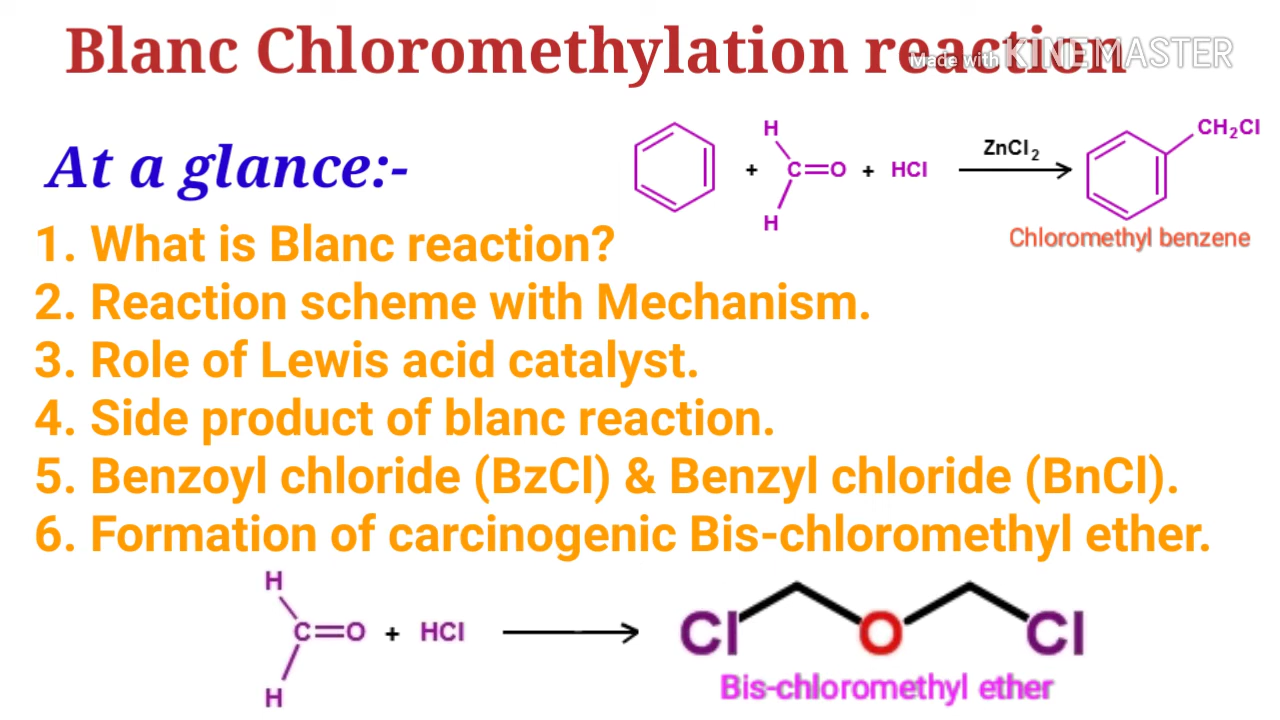 Blanc Chloromethylation reaction
Made with KINEMASTER
At a glance:-
H
C=O
H
+
+ HCl
ZnCl2
CH2Cl
Chloromethyl benzene
1. What is Blanc reaction?
2. Reaction scheme with Mechanism.
3. Role of Lewis acid catalyst.
4. Side product of blanc reaction.
5. Benzoyl chloride (BzCl) & Benzyl chloride (BnCl).
6. Formation of carcinogenic Bis-chloromethyl ether.
H
C=O + HCl
H
Cl O Cl
Bis-chloromethyl ether